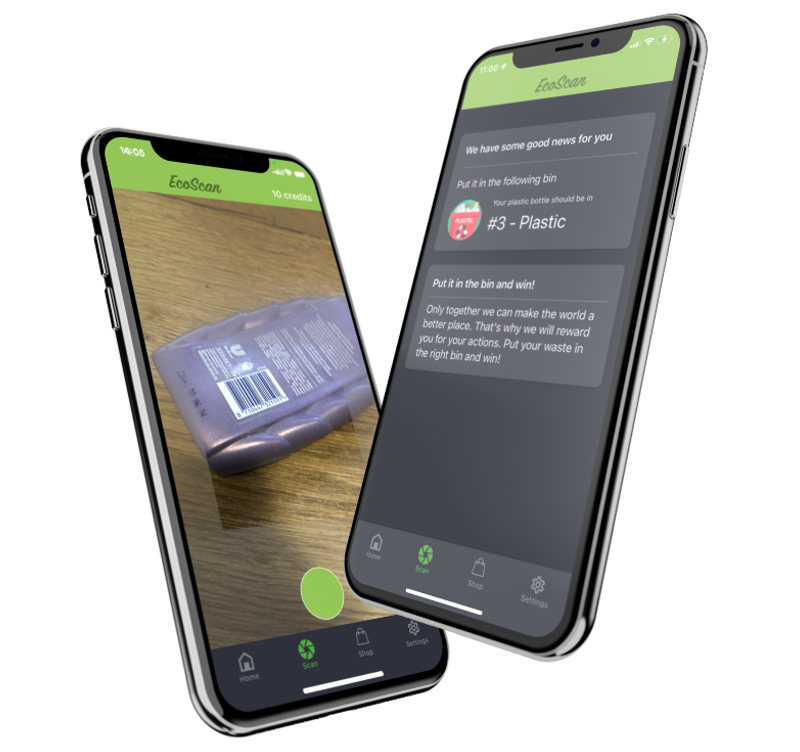 EcoScan
10 credits
Home
Scan
Shop
Settings
11:00
EcoScan
We have some good news for you
Put it in the following bin
PLASTIC
Your plastic bottle should be in
#3 - Plastic
Put it in the bin and win!
Only together we can make the world a
better place. That's why we will reward
you for your actions. Put your waste in
the right bin and win!
Home
Scan
Shop
Settings